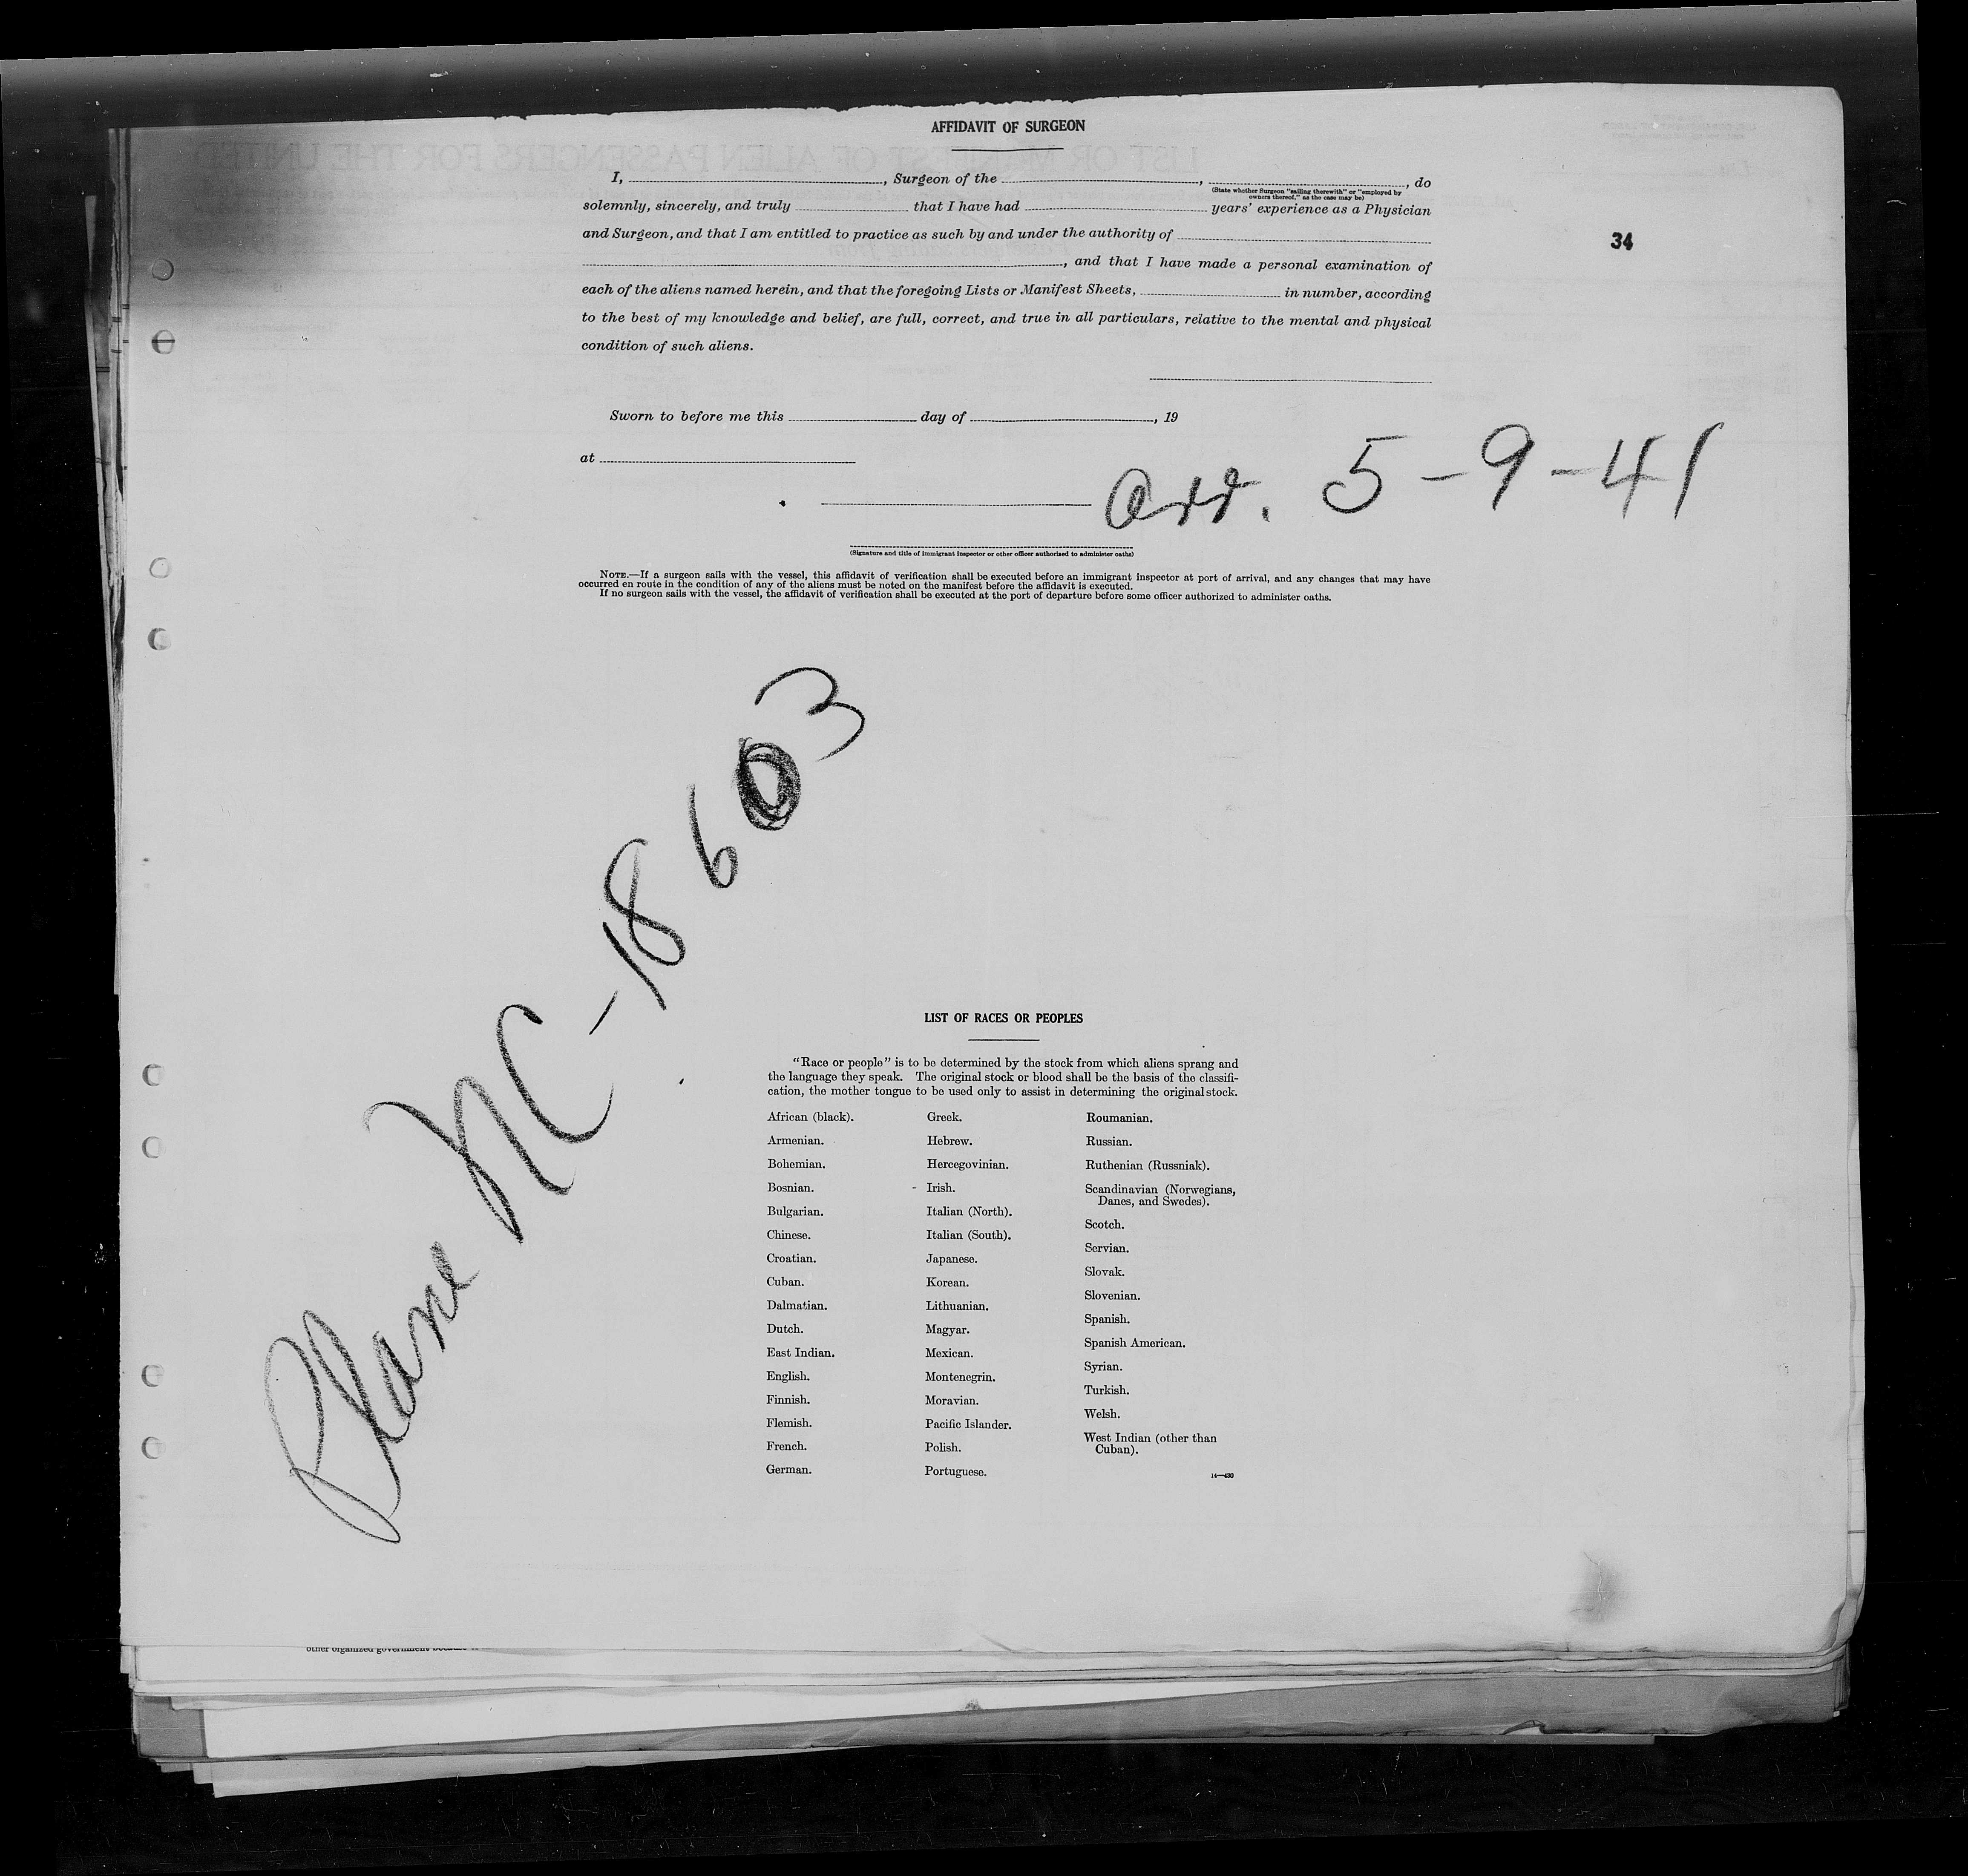 AFFIDAVIT OF SURGEON
I, , Surgeon of the , , do
(State whether Surgeon "sailing therewith" or "employed by
owners thereof," as the case may be)
solemnly, sincerely, and truly that I have had years' experience as a Physician
34
and Surgeon, and that I am entitled to practice as such by and under the authority of
, and that I have made a personal examination of
each of the aliens named herein, and that the foregoing Lists or Manifest Sheets, in number, according
to the best of my knowledge and belief, are full, correct, and true in all particulars, relative to the mental and physical
condition of such aliens.
Sworn to before me this day of , 19
at
Arr. 5-9-41
(Signature and title of immigrant inspector or other officer authorized to administer oaths)
NOTE.—If a surgeon sails with the vessel, this affidavit of verification shall be executed before an immigrant inspector at port of arrival, and any changes that may have
occurred en route in the condition of any of the aliens must be noted on the manifest before the affidavit is executed.
If no surgeon sails with the vessel, the affidavit of verification shall be executed at the port of departure before some officer authorized to administer oaths.
Plane NC-18603
LIST OF RACES OR PEOPLES
"Race or people" is to be determined by the stock from which aliens sprang and
the language they speak. The original stock or blood shall be the basis of the classifi-
cation, the mother tongue to be used only to assist in determining the original stock.
African (black).
Armenian.
Bohemian.
Bosnian.
Bulgarian.
Chinese.
Croatian.
Cuban.
Dalmatian.
Dutch.
East Indian.
English.
Finnish.
Flemish.
French.
German.
Greek.
Hebrew.
Hercegovinian.
Irish.
Italian (North).
Italian (South).
Japanese.
Korean.
Lithuanian.
Magyar.
Mexican.
Montenegrin.
Moravian.
Pacific Islander.
Polish.
Portuguese.
Roumanian.
Russian.
Ruthenian (Russniak).
Scandinavian (Norwegians,
Danes, and Swedes).
Scotch.
Servian.
Slovak.
Slovenian.
Spanish.
Spanish American.
Syrian.
Turkish.
Welsh.
West Indian (other than
Cuban).
14—430
other organized government